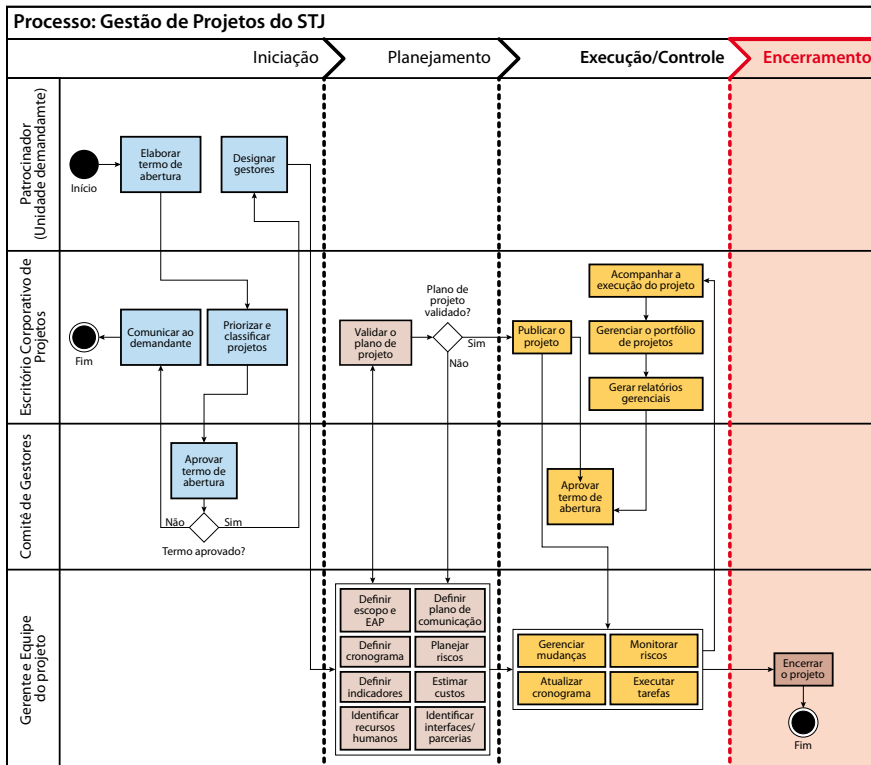 Processo: Gestão de Projetos do STJ
Iniciação
Planejamento
Execução/Controle
Encerramento
Patrocinador
(Unidade demandamte)
Início
Elaborar
termo de
abertura
Designar
gestores
Escritório Corporativo de
Projetos
Fim
Comunicar ao
demandante
Priorizar e
classificar
projetos
Validar o
plano de
projeto
Plano de
projeto
validado?
Sim
Não
Publicar o
projeto
Acompanhar a
execução do projeto
Gerenciar o portfólio
de projetos
Gerar relatórios
gerenciais
Comitê de Gestores
Aprovar
termo de
abertura
Não
Sim
Termo aprovado?
Aprovar
termo de
abertura
Gerente e Equipe
do projeto
Definir
escopo e
EAP
Definir
plano de
comunicação
Definir
cronograma
Planejar
riscos
Definir
indicadores
Estimar
custos
Identificar
recursos
humanos
Identificar
interfaces/
parcerias
Gerenciar
mudanças
Monitorar
riscos
Atualizar
cronograma
Executar
tarefas
Encerrar
o projeto
Fim